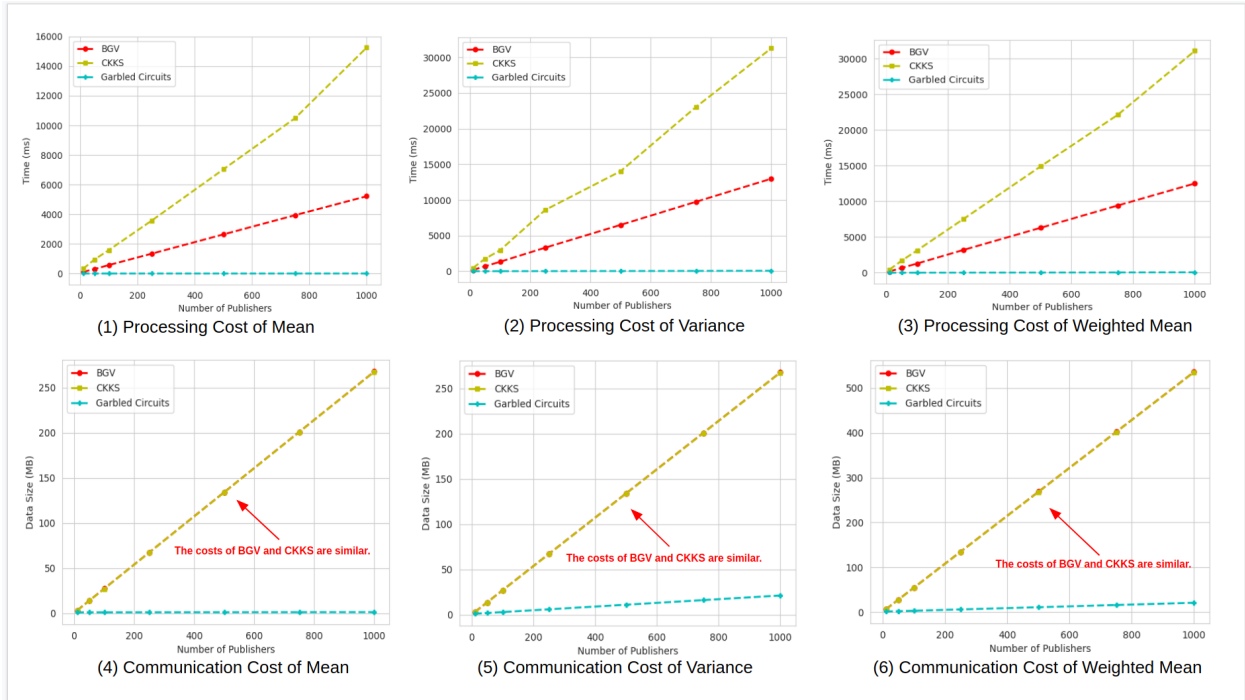 16000
14000
12000
10000
8000
6000
4000
2000
0
Time (ms)
BGV
CKKS
Garbled Circuits
0 200 400 600 800 1000
Number of Publishers
(1) Processing Cost of Mean
30000
25000
20000
15000
10000
5000
0
Time (ms)
BGV
CKKS
Garbled Circuits
0 200 400 600 800 1000
Number of Publishers
(2) Processing Cost of Variance
30000
25000
20000
15000
10000
5000
0
Time (ms)
BGV
CKKS
Garbled Circuits
0 200 400 600 800 1000
Number of Publishers
(3) Processing Cost of Weighted Mean
250
200
150
100
50
0
Data Size (MB)
BGV
CKKS
Garbled Circuits
The costs of BGV and CKKS are similar.
0 200 400 600 800 1000
Number of Publishers
(4) Communication Cost of Mean
250
200
150
100
50
0
Data Size (MB)
BGV
CKKS
Garbled Circuits
The costs of BGV and CKKS are similar.
0 200 400 600 800 1000
Number of Publishers
(5) Communication Cost of Variance
500
400
300
200
100
0
Data Size (MB)
BGV
CKKS
Garbled Circuits
The costs of BGV and CKKS are similar.
0 200 400 600 800 1000
Number of Publishers
(6) Communication Cost of Weighted Mean